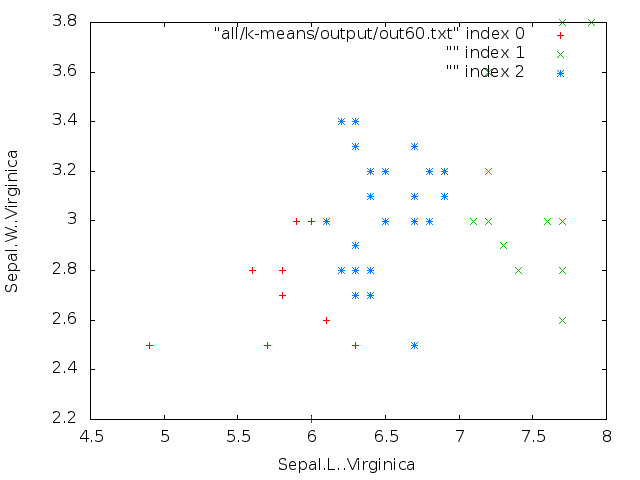 "all/k-means/output/out60.txt" index 0
"" index 1
"" index 2
3.8
3.6
3.4
3.2
3
2.8
2.6
2.4
2.2
Sepal.W..Virginica
4.5 5 5.5 6 6.5 7 7.5 8
Sepal.L..Virginica